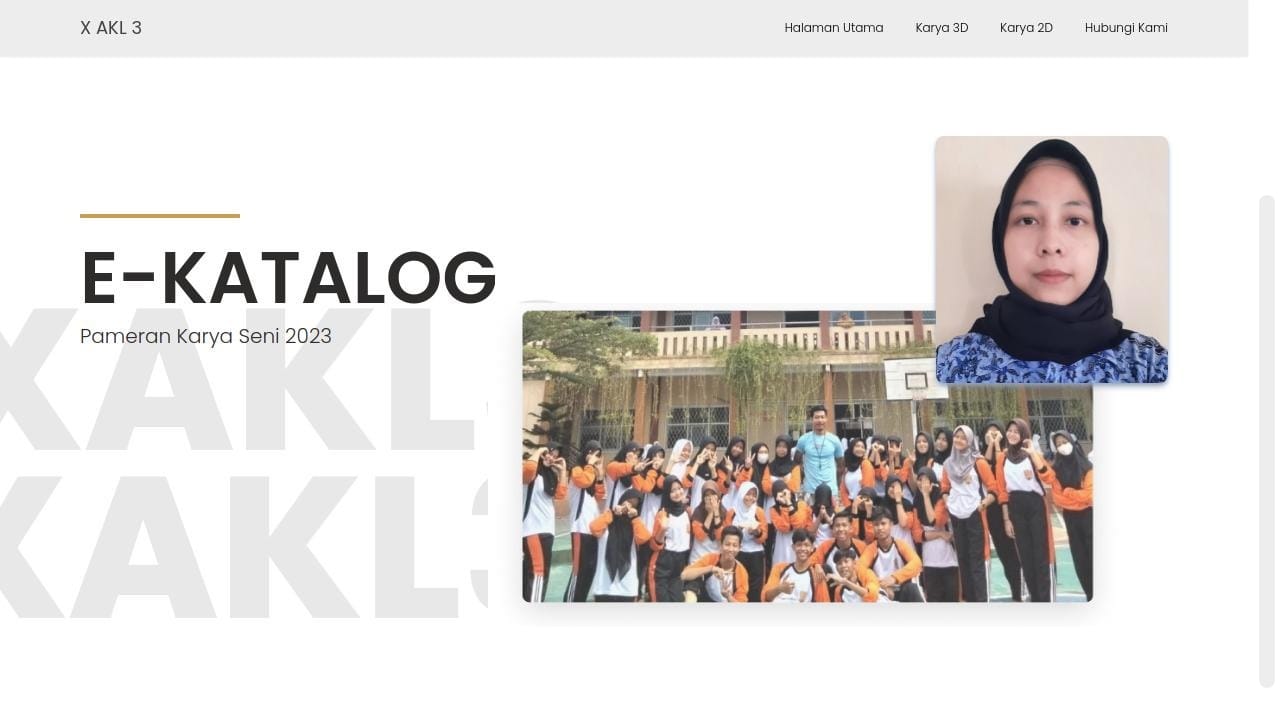 X AKL 3
Halaman Utama
Karya 3D
Karya 2D
Hubungi Kami
E-KATALOG
Pameran Karya Seni 2023
XAKL3
XAKL3